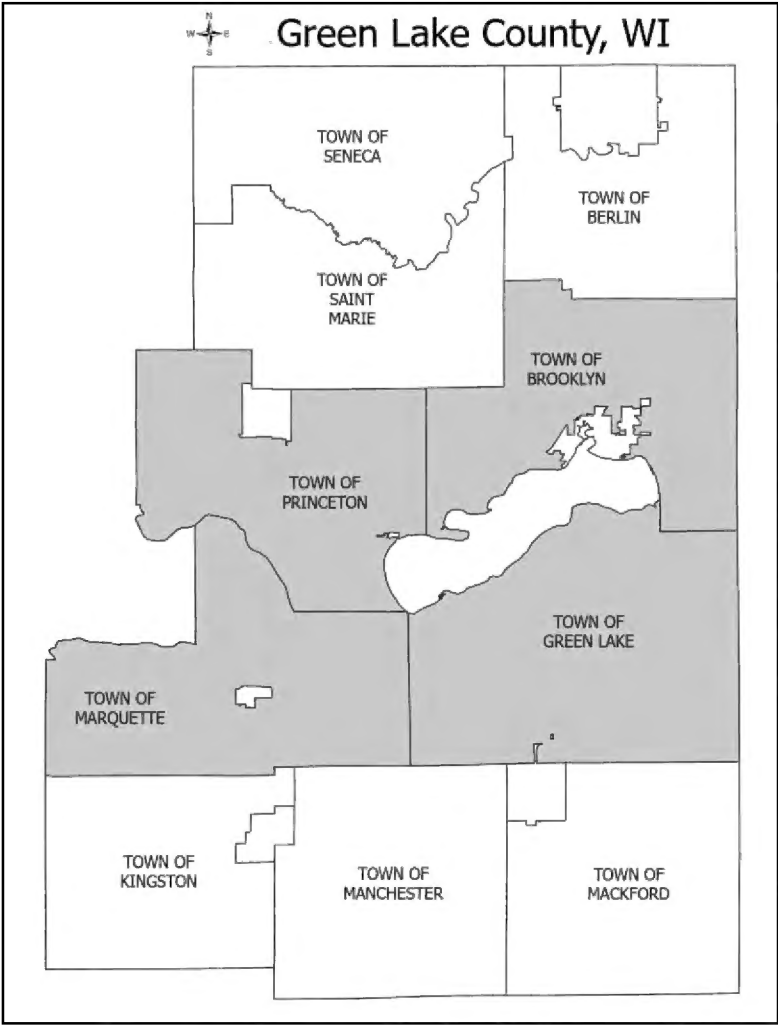 N
W E
S
Green Lake County, WI
TOWN OF
SENECA
TOWN OF
BERLIN
TOWN OF
SAINT
MARIE
TOWN OF
BROOKLYN
TOWN OF
PRINCETON
TOWN OF
GREEN LAKE
TOWN OF
MARQUETTE
TOWN OF
KINGSTON
TOWN OF
MANCHESTER
TOWN OF
MACKFORD